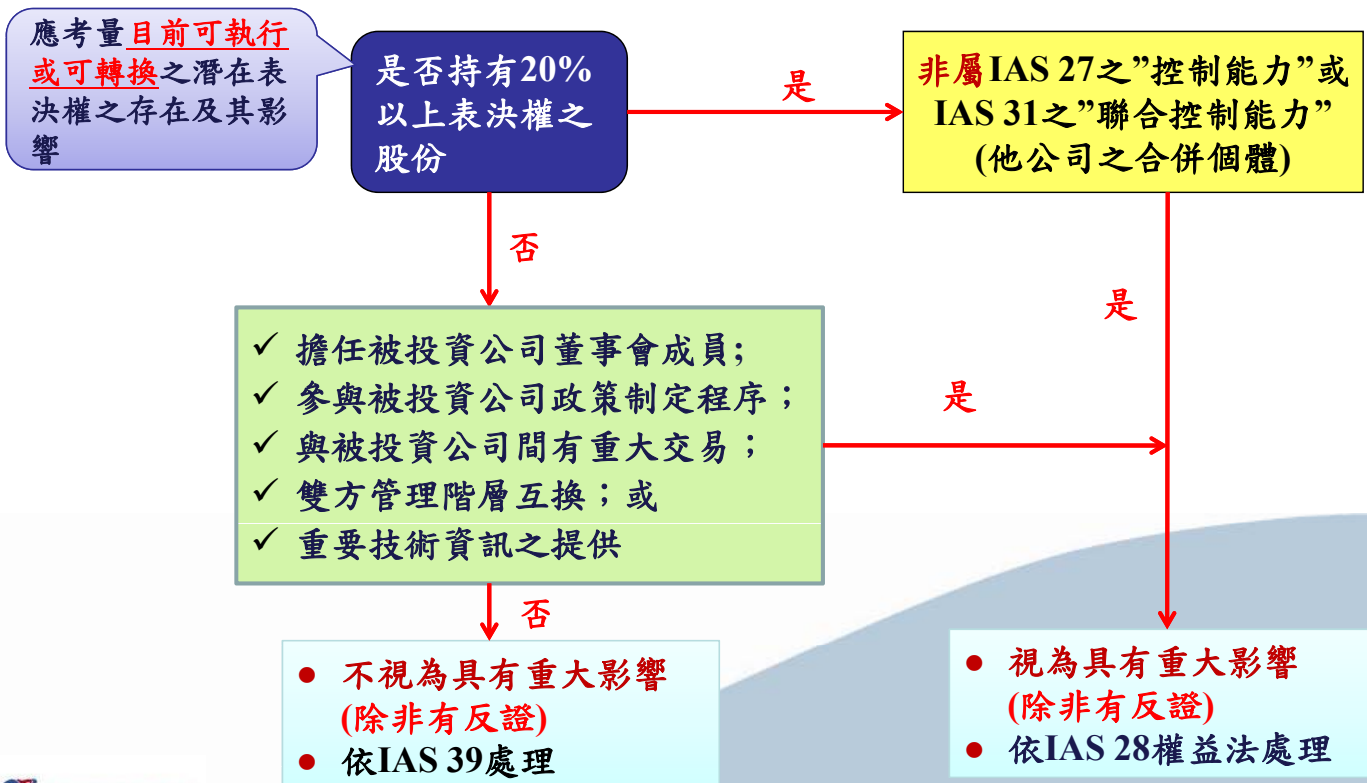 應考量目前可執行
或可轉換之潛在表
決權之存在及其影
響
是否持有20%
以上表決權之
股份
是
非屬IAS 27之”控制能力”或
IAS 31之”聯合控制能力”
(他公司之合併個體)
否
是
✓ 擔任被投資公司董事會成員;
✓ 參與被投資公司政策制定程序；
✓ 與被投資公司間有重大交易；
✓ 雙方管理階層互換；或
✓ 重要技術資訊之提供
是
否
● 不視為具有重大影響
(除非有反證)
● 依IAS 39處理
● 視為具有重大影響
(除非有反證)
● 依IAS 28權益法處理